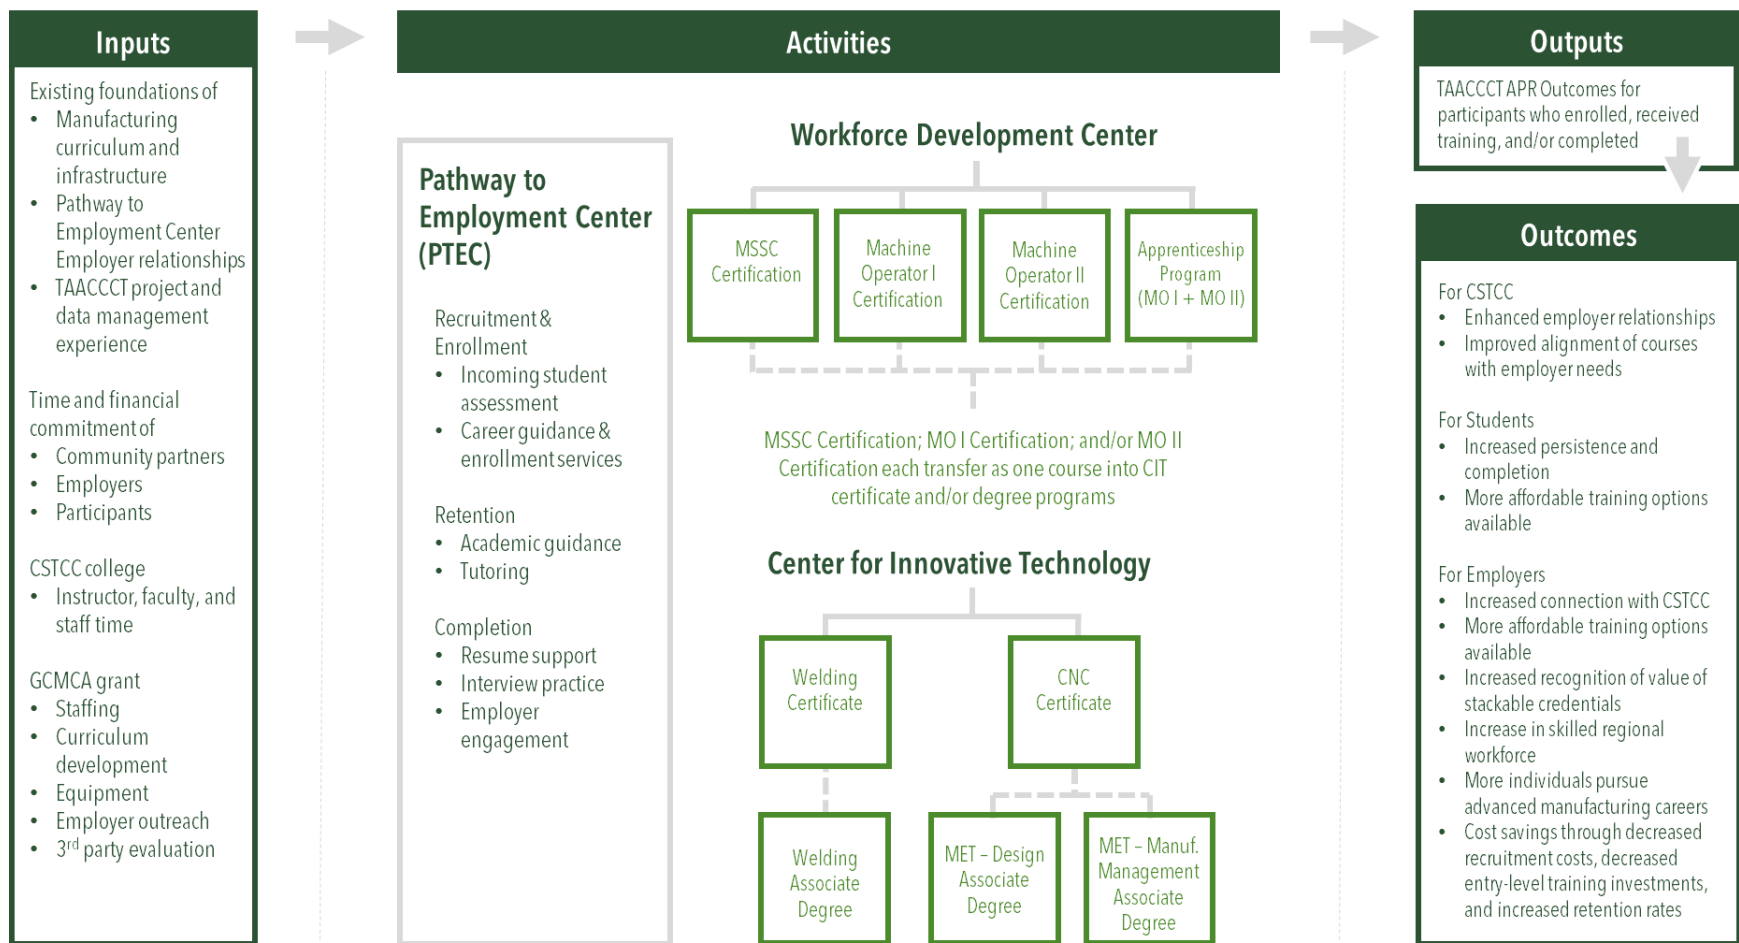 Inputs
Existing foundations of
• Manufacturing
curriculum and
infrastructure
• Pathway to
Employment Center
Employer relationships
• TAACCCT project and
data management
experience
Time and financial
commitment of
• Community partners
• Employers
• Participants
CSTCC college
• Instructor, faculty, and
staff time
GCMCA grant
• Staffing
• Curriculum
development
• Equipment
• Employer outreach
• 3rd party evaluation
Activities
Pathway to
Employment Center
(PTEC)
Recruitment &
Enrollment
• Incoming student
assessment
• Career guidance &
enrollment services
Retention
• Academic guidance
• Tutoring
Completion
• Resume support
• Interview practice
• Employer
engagement
Workforce Development Center
MSSC
Certification
Machine
Operator I
Certification
Machine
Operator II
Certification
Apprenticeship
Program
(MO I + MO II)
MSSC Certification; MO I Certification; and/or MO II
Certification each transfer as one course into CIT
certificate and/or degree programs
Center for Innovative Technology
Welding
Certificate
CNC
Certificate
Welding
Associate
Degree
MET – Design
Associate
Degree
MET – Manuf.
Management
Associate
Degree
Outputs
TAACCCT APR Outcomes for
participants who enrolled, received
training, and/or completed
Outcomes
For CSTCC
• Enhanced employer relationships
• Improved alignment of courses
with employer needs
For Students
• Increased persistence and
completion
• More affordable training options
available
For Employers
• Increased connection with CSTCC
• More affordable training options
available
• Increased recognition of value of
stackable credentials
• Increase in skilled regional
workforce
• More individuals pursue
advanced manufacturing careers
• Cost savings through decreased
recruitment costs, decreased
entry-level training investments,
and increased retention rates